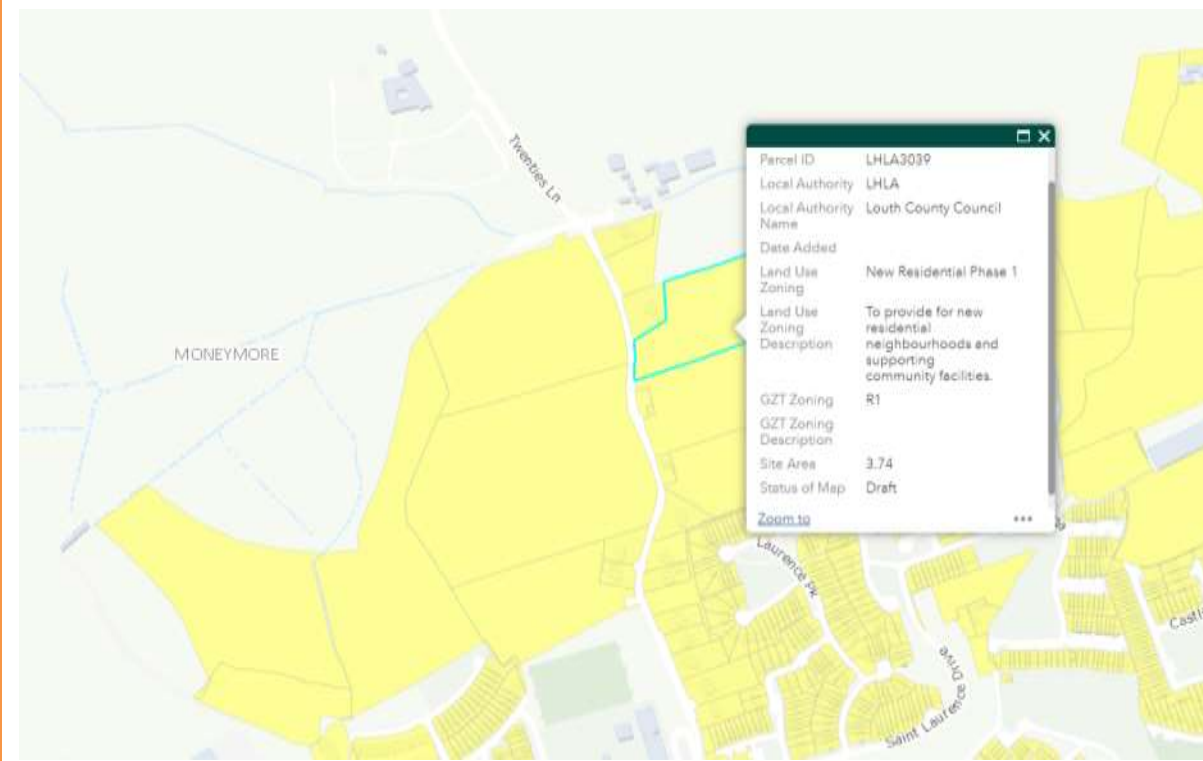 Twenties Ln
MONEYMORE
Parcel ID LHLA3039
Local Authority LHLA
Local Authority Louth County Council
Name
Date Added
Land Use New Residential Phase 1
Zoning
Land Use To provide for new
Zoning residential
Description neighbourhoods and
supporting
community facilities.
GZT Zoning R1
GZT Zoning
Description
Site Area 3.74
Status of Map Draft
Zoom to
Laurence Pk
Saint Laurence Drive